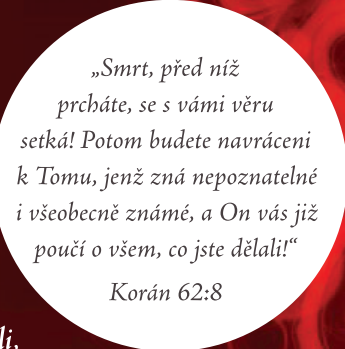 „Smrt, před níž
prcháte, se s vámi věru
setká! Potom budete navráceni
k Tomu, jenž zná nepoznatelné
i všeobecně známé, a On vás již
poučí o všem, co jste dělali!“
Korán 62:8